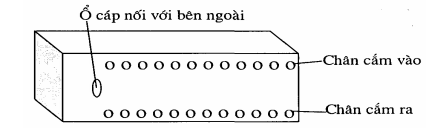 Ổ cáp nối với bên ngoài
Chân cắm vào
Chân cắm ra